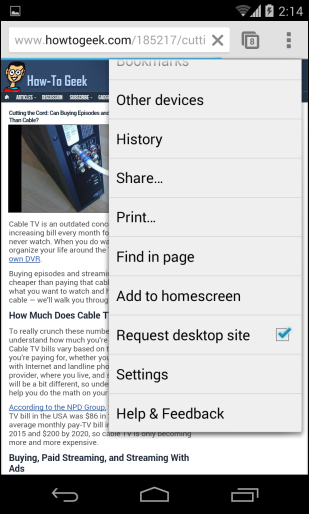 2:14
www.howtogeek.com/185217/cutti
8
Bookmarks
Other devices
History
Share…
Print…
Find in page
Add to homescreen
Request desktop site
Settings
Help & Feedback
How-To Geek
ARTICLES
DISCUSSION
SUBSCRIBE
Cutting the Cord: Can Buying Episodes and
Than Cable?
Cable TV is an outdated conc
increasing bill every month fo
never watch. When you do wa
organize your life around the
own DVR.
Buying episodes and streamin
cheaper than paying that cabl
what you want to watch and h
cable — we'll walk you throug
How Much Does Cable T
To really crunch these numbe
understand how much you're
Cable TV bills vary based on t
you're paying for, whether you
with Internet and landline pho
provider, where you live, and s
will be a bit different, so unde
help you do the math on your
According to the NPD Group,
TV bill in the USA was $86 in
average monthly pay-TV bill in
2015 and $200 by 2020, so cable TV is only becoming
more and more expensive.
Buying, Paid Streaming, and Streaming With
Ads